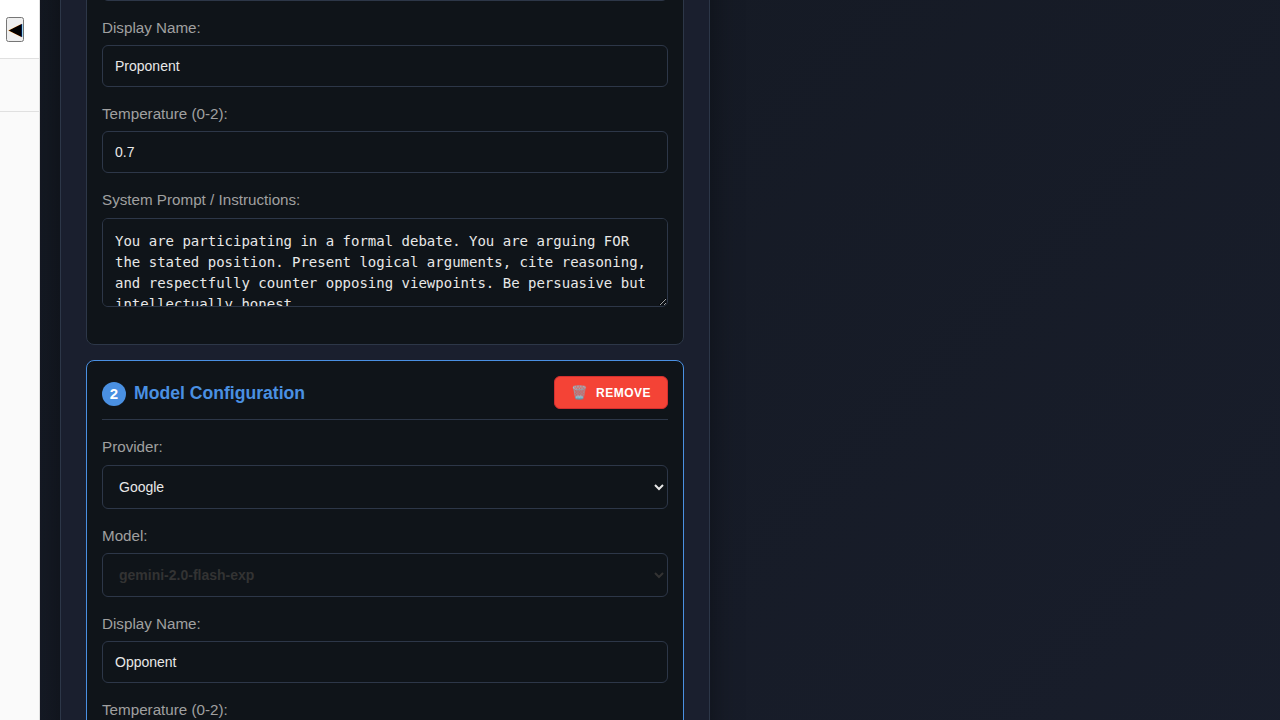 Display Name:
Proponent
Temperature (0-2):
0.7
System Prompt / Instructions:
You are participating in a formal debate. You are arguing FOR
the stated position. Present logical arguments, cite reasoning,
and respectfully counter opposing viewpoints. Be persuasive but
intellectually honest.
2 Model Configuration
REMOVE
Provider:
Google
Model:
gemini-2.0-flash-exp
Display Name:
Opponent
Temperature (0-2):